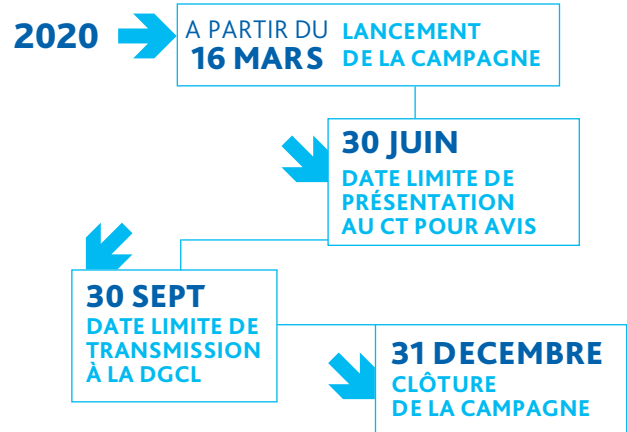 2020
A PARTIR DU
16 MARS
LANCEMENT
DE LA CAMPAGNE
30 JUIN
DATE LIMITE DE
PRÉSENTATION
AU CT POUR AVIS
30 SEPT
DATE LIMITE DE
TRANSMISSION
À LA DGCL
31 DECEMBRE
CLÔTURE
DE LA CAMPAGNE